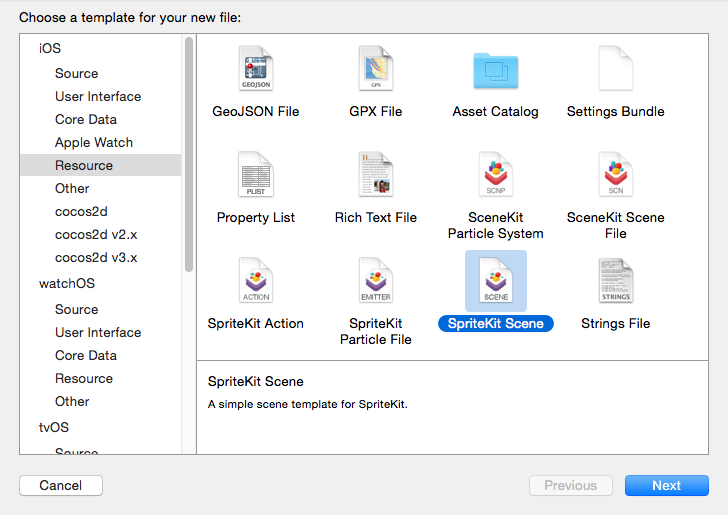 Choose a template for your new file:
iOS
Source
User Interface
Core Data
Apple Watch
Resource
Other
cocos2d
cocos2d v2.x
cocos2d v3.x
watchOS
Source
User Interface
Core Data
Resource
Other
tvOS
Source
GEOJSON
GPX
GeoJSON File
GPX File
Asset Catalog
Settings Bundle
PLIST
SCNP
SCN
Property List
Rich Text File
SceneKit
Particle System
SceneKit Scene
File
ACTION
EMITTER
SCENE
STRINGS
SpriteKit Action
SpriteKit
Particle File
SpriteKit Scene
Strings File
SpriteKit Scene
A simple scene template for SpriteKit.
Cancel
Previous
Next